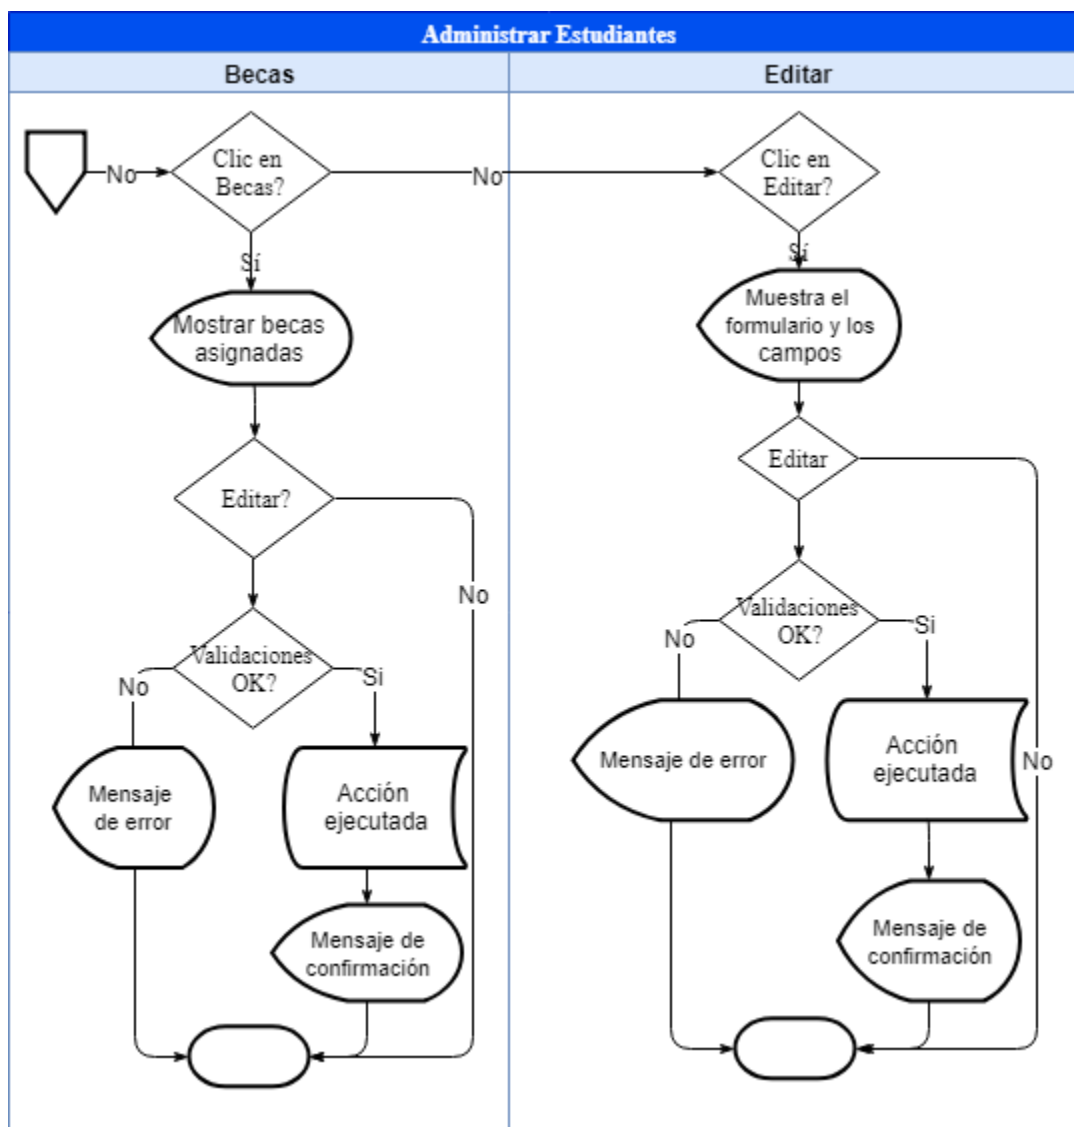 Administrar Estudiantes
Becas
Editar
No
Clic en
Becas?
No
Clic en
Editar?
Sí
Sí
Mostrar becas
asignadas
Muestra el
formulario y los
campos
Editar?
No
Editar
Validaciones
OK?
No
Si
Validaciones
OK?
No
Si
Mensaje
de error
Acción
ejecutada
Mensaje de error
Acción
ejecutada
No
Mensaje de
confirmación
Mensaje de
confirmación